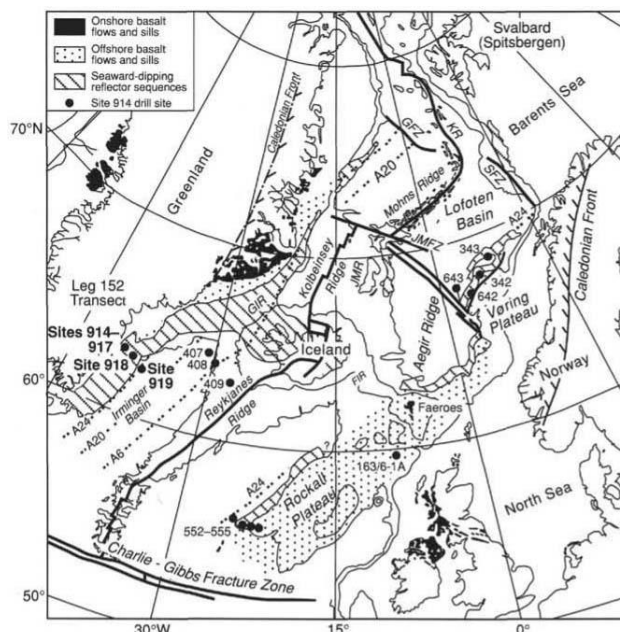 Onshore basalt
flows and sills
Offshore basalt
flows and sills
Seaward-dipping
reflector sequences
Site 914 drill site
Svalbard
(Spitsbergen)
Barents Sea
70°N
Caledonian Front
Greenland
GFZ
KR
A20
Mohns Ridge
SFZ
Lofoten
Basin
A24
JMFZ
343
Kolbeinsey
Ridge
JMR
643
342
642
Vøring
Plateau
Caledonian Front
Leg 152
Transect
GIR
Aegir Ridge
Sites 914–
917
Site 918
Site
919
407
408
409
Iceland
Norway
60°N
Irminger
Basin
Reykjanes
Ridge
FIR
Faeroes
A24
A20
A6
163/6-1A
North Sea
?
A24
Rockall
Plateau
552–555
Charlie - Gibbs Fracture Zone
50°
30°W
15°
0°